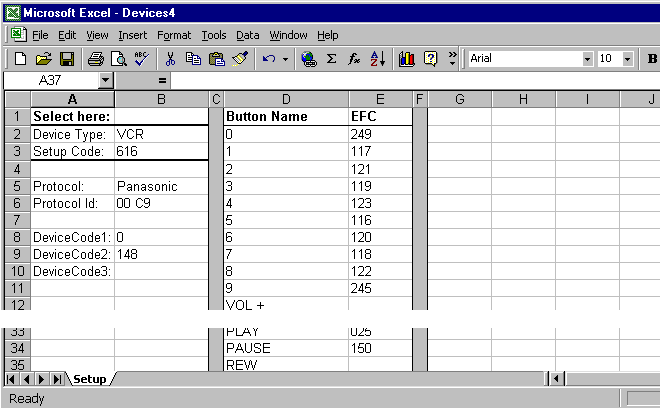 Microsoft Excel - Devices4
File Edit View Insert Format Tools Data Window Help
ABC Σ fx A Z ? » Arial 10 B
A37 =
A B C D E F G H I J
1 Select here: Button Name EFC
2 Device Type: VCR 0 249
3 Setup Code: 616 1 117
4 2 121
5 Protocol: Panasonic 3 119
6 Protocol Id: 00 C9 4 123
7 5 116
8 DeviceCode1: 0 6 120
9 DeviceCode2: 148 7 118
10 DeviceCode3: 8 122
11 9 245
12 VOL +
33 PLAY 025
34 PAUSE 150
35 REW
Setup
Ready